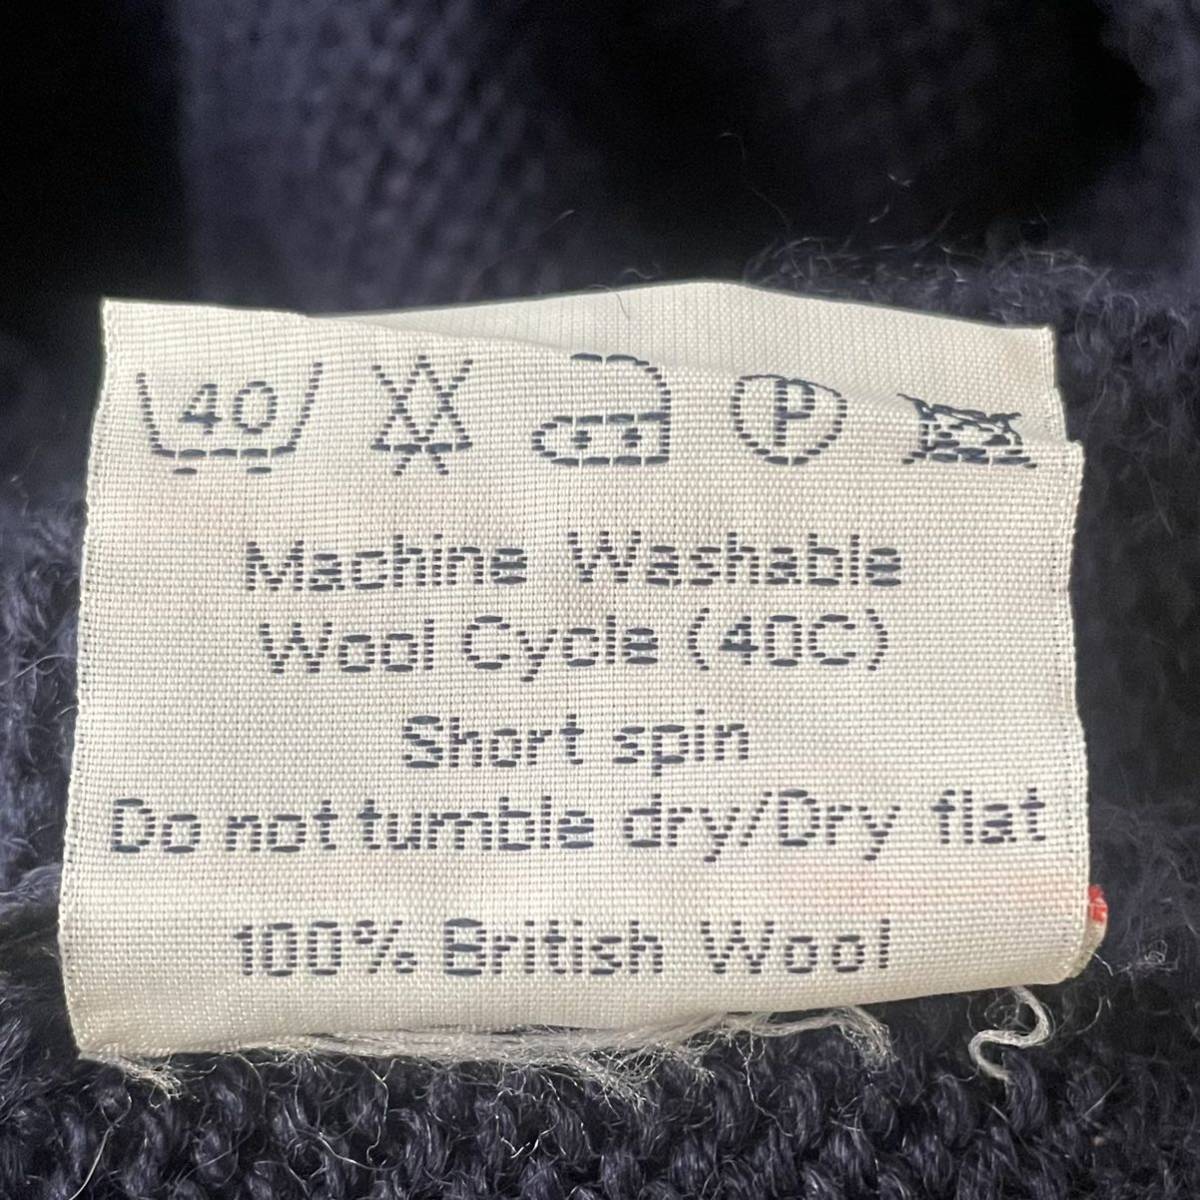 40
P
Machine Washable
Wool Cycle (40C)
Short spin
Do not tumble dry/Dry flat
100% British Wool